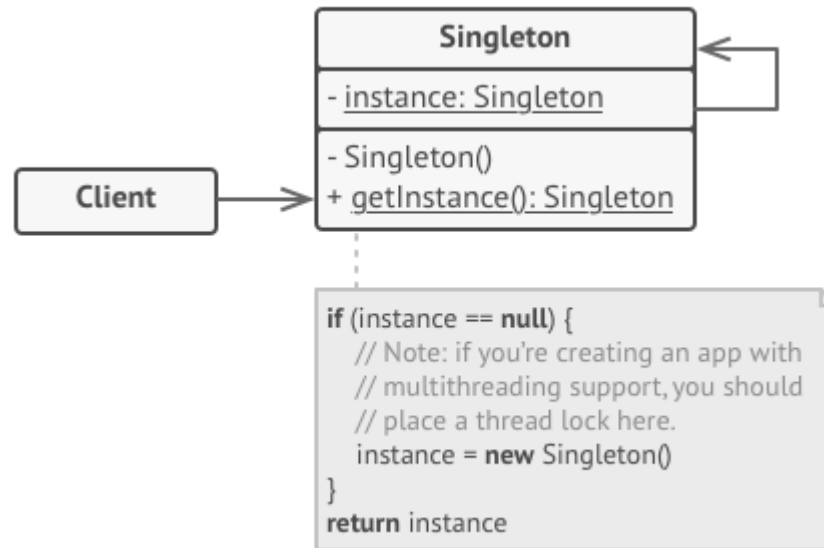 Singleton
- instance: Singleton
- Singleton()
+ getInstance(): Singleton
Client
if (instance == null) {
// Note: if you're creating an app with
// multithreading support, you should
// place a thread lock here.
instance = new Singleton()
}
return instance